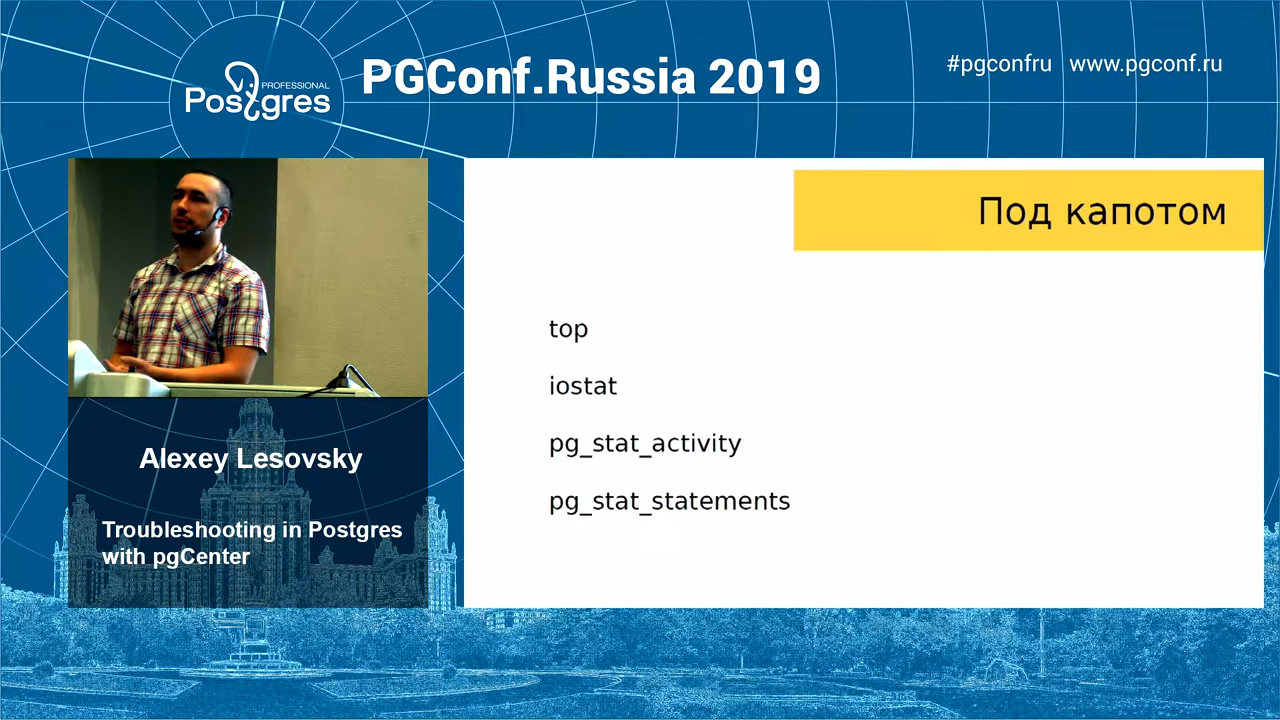 PROFESSIONAL
Postgres
PGConf.Russia 2019
#pgconfru www.pgconf.ru
Под капотом
top
iostat
pg_stat_activity
pg_stat_statements
Alexey Lesovsky
Troubleshooting in Postgres
with pgCenter